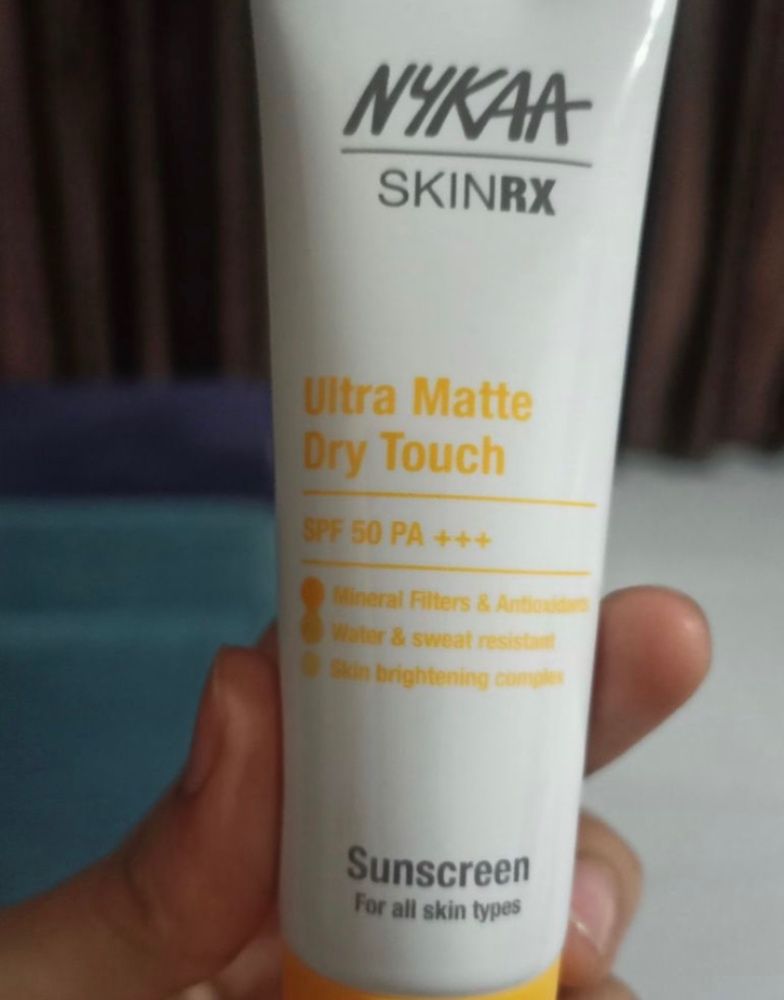 NYKAA
SKINRX
Ultra Matte
Dry Touch
SPF 50 PA +++
Mineral Filters & Antioxidants
Water & sweat resistant
Skin brightening complex
Sunscreen
For all skin types